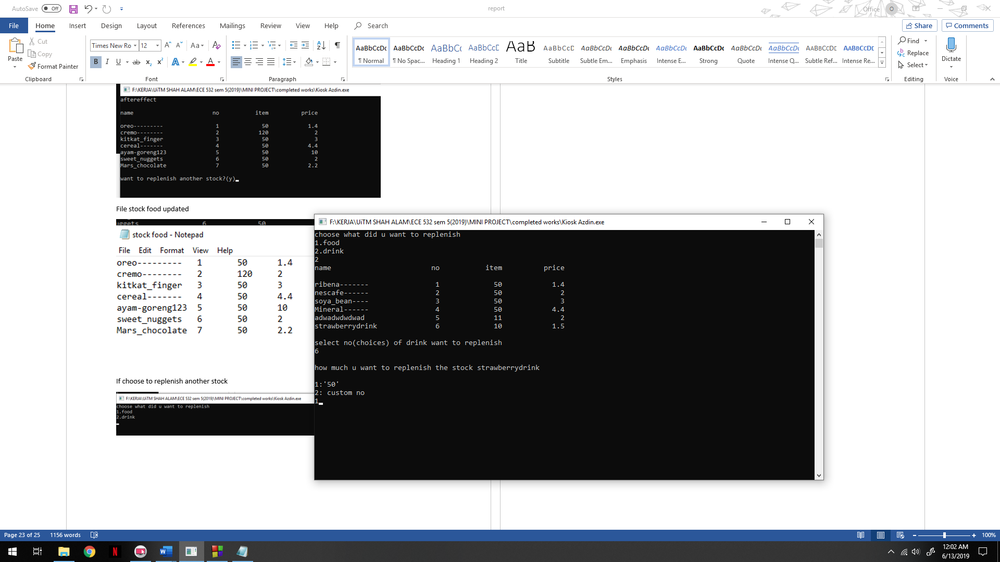 AutoSave Off report Office O
File Home Insert Design Layout References Mailings Review View Help Search Share Comments
Paste Cut Copy Format Painter
Times New Ro 12
AaBbCcDc AaBbCcDc AaBbCc AaBbCcD AaB AaBbCcD AaBbCcDc AaBbCcDc AaBbCcDc AaBbCcDc AaBbCcDc AaBbCcDc AABBCCDE AABBCCDE
¶ Normal ¶ No Spac... Heading 1 Heading 2 Title Subtitle Subtle Em... Emphasis Intense E... Strong Quote Intense Q... Subtle Ref... Intense Re...
Find Replace Select Dictate
Clipboard Font Paragraph Styles Editing Voice
F:\KERJA\UiTM SHAH ALAM\ECE 532 sem 5(2019)\MINI PROJECT\completed works\Kiosk Azdin.exe
aftereffect
name no item price
oreo--------- 1 50 1.4
cremo-------- 2 120 2
kitkat_finger 3 50 3
cereal------- 4 50 4.4
ayam-goreng123 5 50 10
sweet_nuggets 6 50 2
Mars_chocolate 7 50 2.2
want to replenish another stock?(y)
File stock food updated
uggets 6 50
stock food - Notepad
File Edit Format View Help
oreo--------- 1 50 1.4
cremo-------- 2 120 2
kitkat_finger 3 50 3
cereal------- 4 50 4.4
ayam-goreng123 5 50 10
sweet_nuggets 6 50 2
Mars_chocolate 7 50 2.2
If choose to replenish another stock
F:\KERJA\UiTM SHAH ALAM\ECE 532 sem 5(2019)\MINI PROJECT\completed works\Kiosk Azdin.exe
choose what did u want to replenish
1.food
2.drink
F:\KERJA\UiTM SHAH ALAM\ECE 532 sem 5(2019)\MINI PROJECT\completed works\Kiosk Azdin.exe
choose what did u want to replenish
1.food
2.drink
2
name no item price
ribena------- 1 50 1.4
nescafe------ 2 50 2
soya_bean---- 3 50 3
Mineral------ 4 50 4.4
adwadwdwdwad 5 11 2
strawberrydrink 6 10 1.5
select no(choices) of drink want to replenish
6
how much u want to replenish the stock strawberrydrink
1:'50'
2: custom no
1
Page 23 of 25 1156 words 100%
12:02 AM
6/13/2019